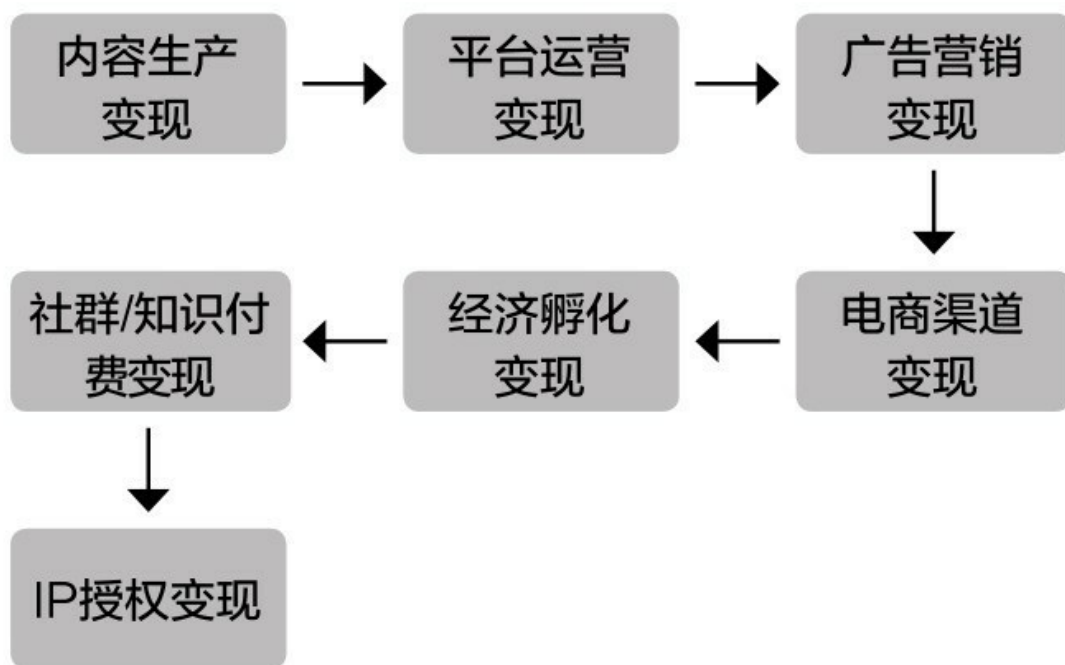 内容生产
变现
平台运营
变现
广告营销
变现
电商渠道
变现
经济孵化
变现
社群/知识付
费变现
IP授权变现